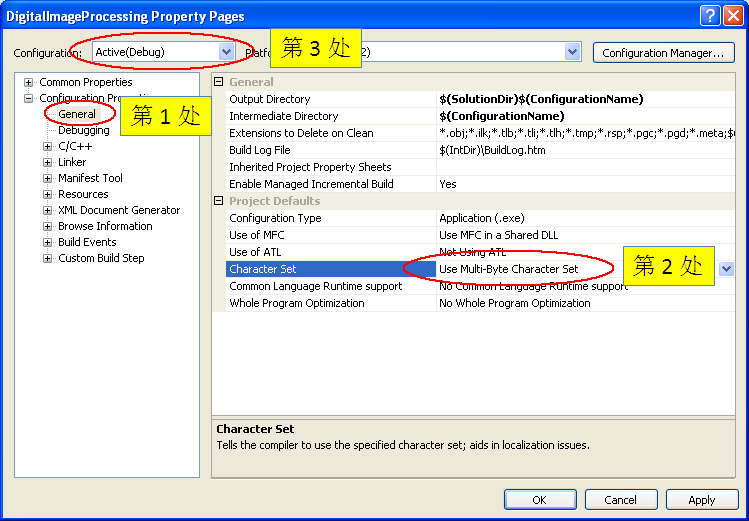 DigitalImageProcessing Property Pages
Configuration: Active(Debug) 第 3 处 Platfo 2) Configuration Manager...
Common Properties
Configuration Prope
General
第 1 处
Debugging
C/C++
Linker
Manifest Tool
Resources
XML Document Generator
Browse Information
Build Events
Custom Build Step
General
Output Directory $(SolutionDir)$(ConfigurationName)
Intermediate Directory $(ConfigurationName)
Extensions to Delete on Clean *.obj;*.ilk;*.tlb;*.tli;*.tlh;*.tmp;*.rsp;*.pgc;*.pgd;*.meta;$(
Build Log File $(IntDir)\BuildLog.htm
Inherited Project Property Sheets
Enable Managed Incremental Build Yes
Project Defaults
Configuration Type Application (.exe)
Use of MFC Use MFC in a Shared DLL
Use of ATL Not Using ATL
Character Set Use Multi-Byte Character Set
第 2 处
Common Language Runtime support No Common Language Runtime support
Whole Program Optimization No Whole Program Optimization
Character Set
Tells the compiler to use the specified character set; aids in localization issues.
OK Cancel Apply